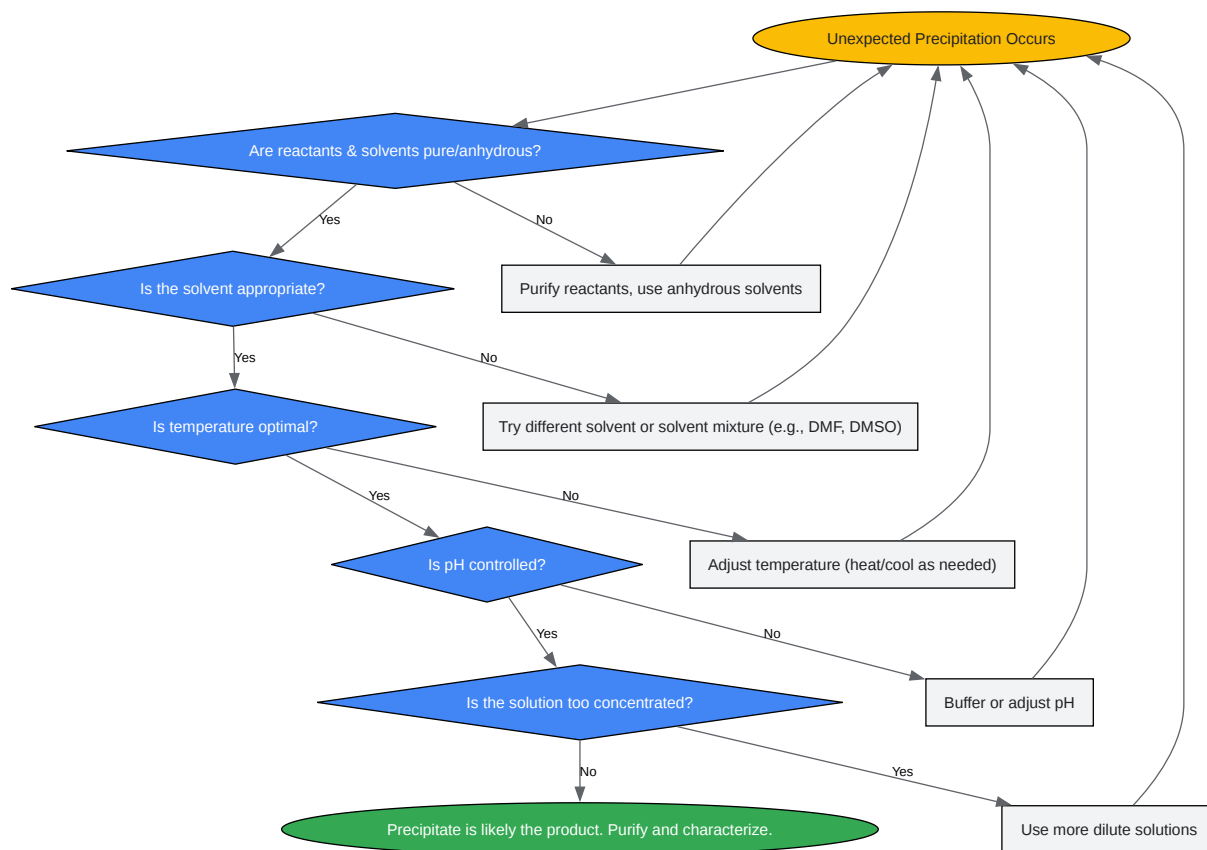 Unexpected Precipitation Occurs
Are reactants & solvents pure/anhydrous?
Yes
No
Is the solvent appropriate?
Purify reactants, use anhydrous solvents
Yes
No
Is temperature optimal?
Try different solvent or solvent mixture (e.g., DMF, DMSO)
Yes
No
Is pH controlled?
Adjust temperature (heat/cool as needed)
Yes
No
Is the solution too concentrated?
Buffer or adjust pH
No
Yes
Precipitate is likely the product. Purify and characterize.
Use more dilute solutions